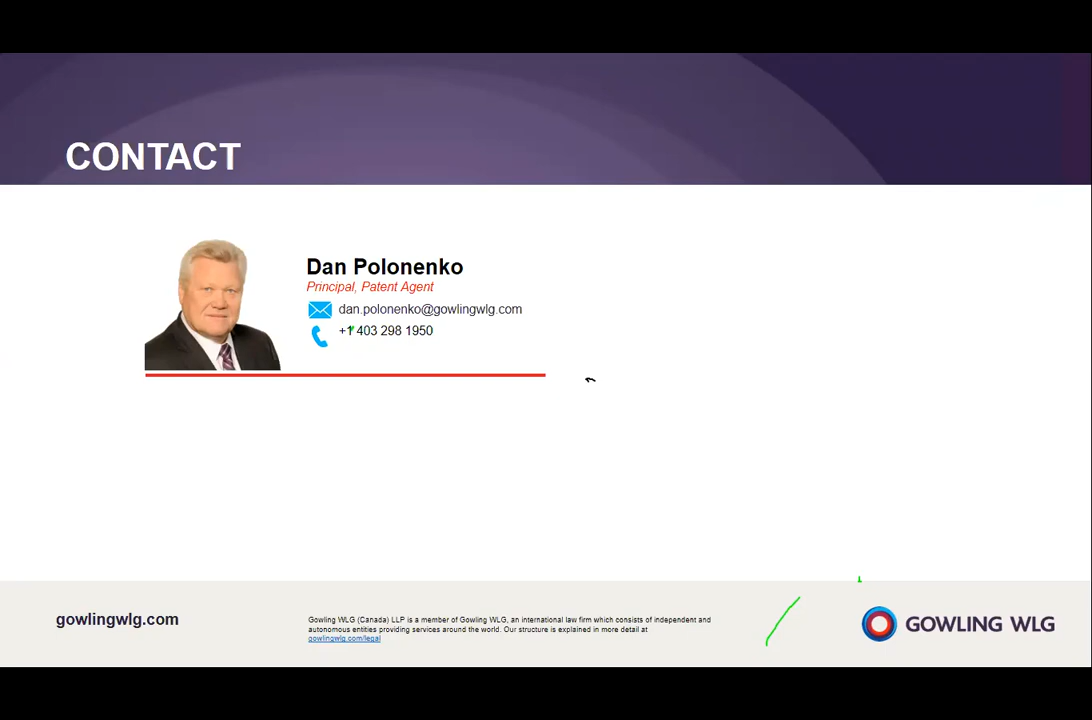 CONTACT
Dan Polonenko
Principal, Patent Agent
dan.polonenko@gowlingwlg.com
+1 403 298 1950
gowlingwlg.com
Gowling WLG (Canada) LLP is a member of Gowling WLG, an international law firm which consists of independent and
autonomous entities providing services around the world. Our structure is explained in more detail at
gowlingwlg.com/legal
GOWLING WLG